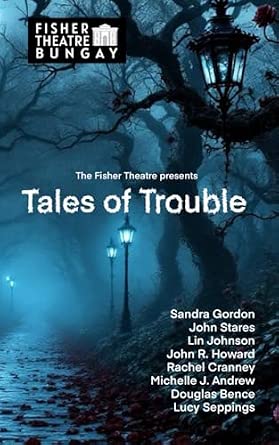 FISHER
THEATRE
BUNGAY
The Fisher Theatre presents
Tales of Trouble
Sandra Gordon
John Stares
Lin Johnson
John R. Howard
Rachel Cranney
Michelle J. Andrew
Douglas Bence
Lucy Seppings